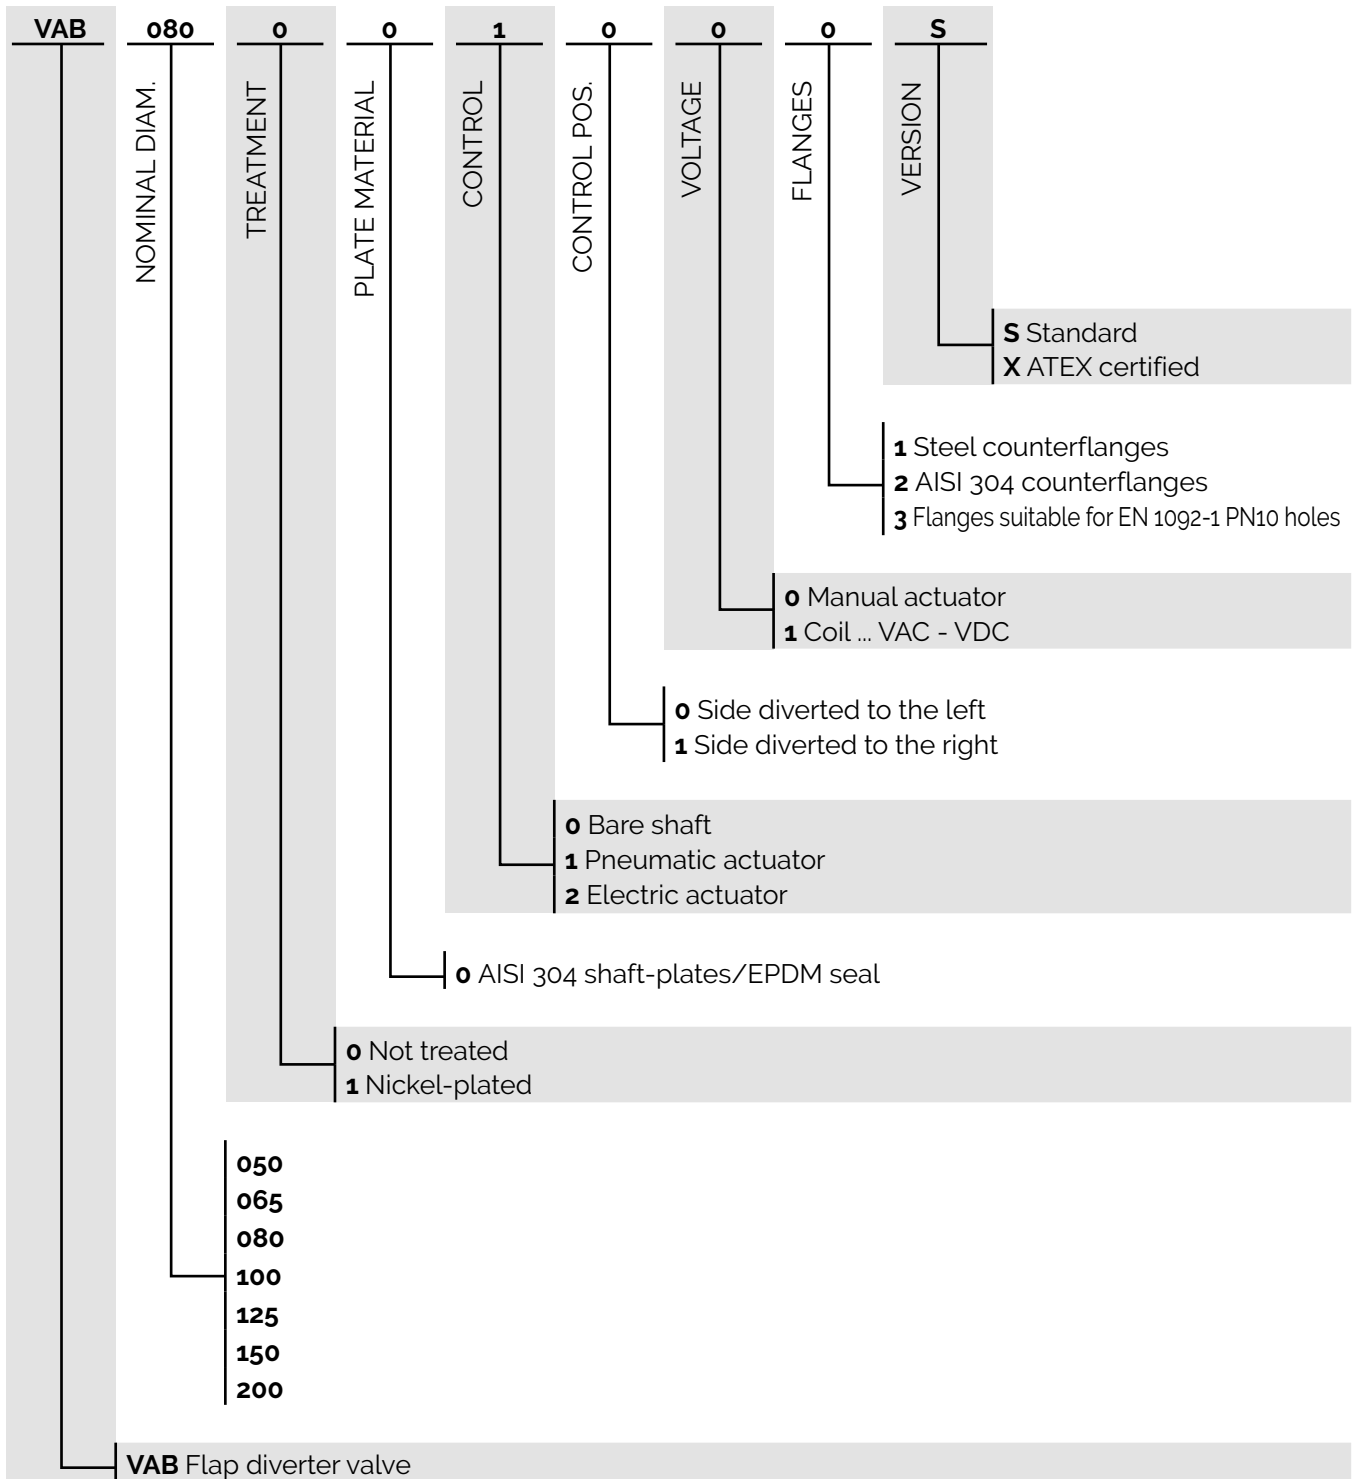 VAB 080 0 0 1 0 0 0 S
NOMINAL DIAM.
TREATMENT
PLATE MATERIAL
CONTROL
CONTROL POS.
VOLTAGE
FLANGES
VERSION
S Standard
X ATEX certified
1 Steel counterflanges
2 AISI 304 counterflanges
3 Flanges suitable for EN 1092-1 PN10 holes
0 Manual actuator
1 Coil ... VAC - VDC
0 Side diverted to the left
1 Side diverted to the right
0 Bare shaft
1 Pneumatic actuator
2 Electric actuator
0 AISI 304 shaft-plates/EPDM seal
0 Not treated
1 Nickel-plated
050
065
080
100
125
150
200
VAB Flap diverter valve